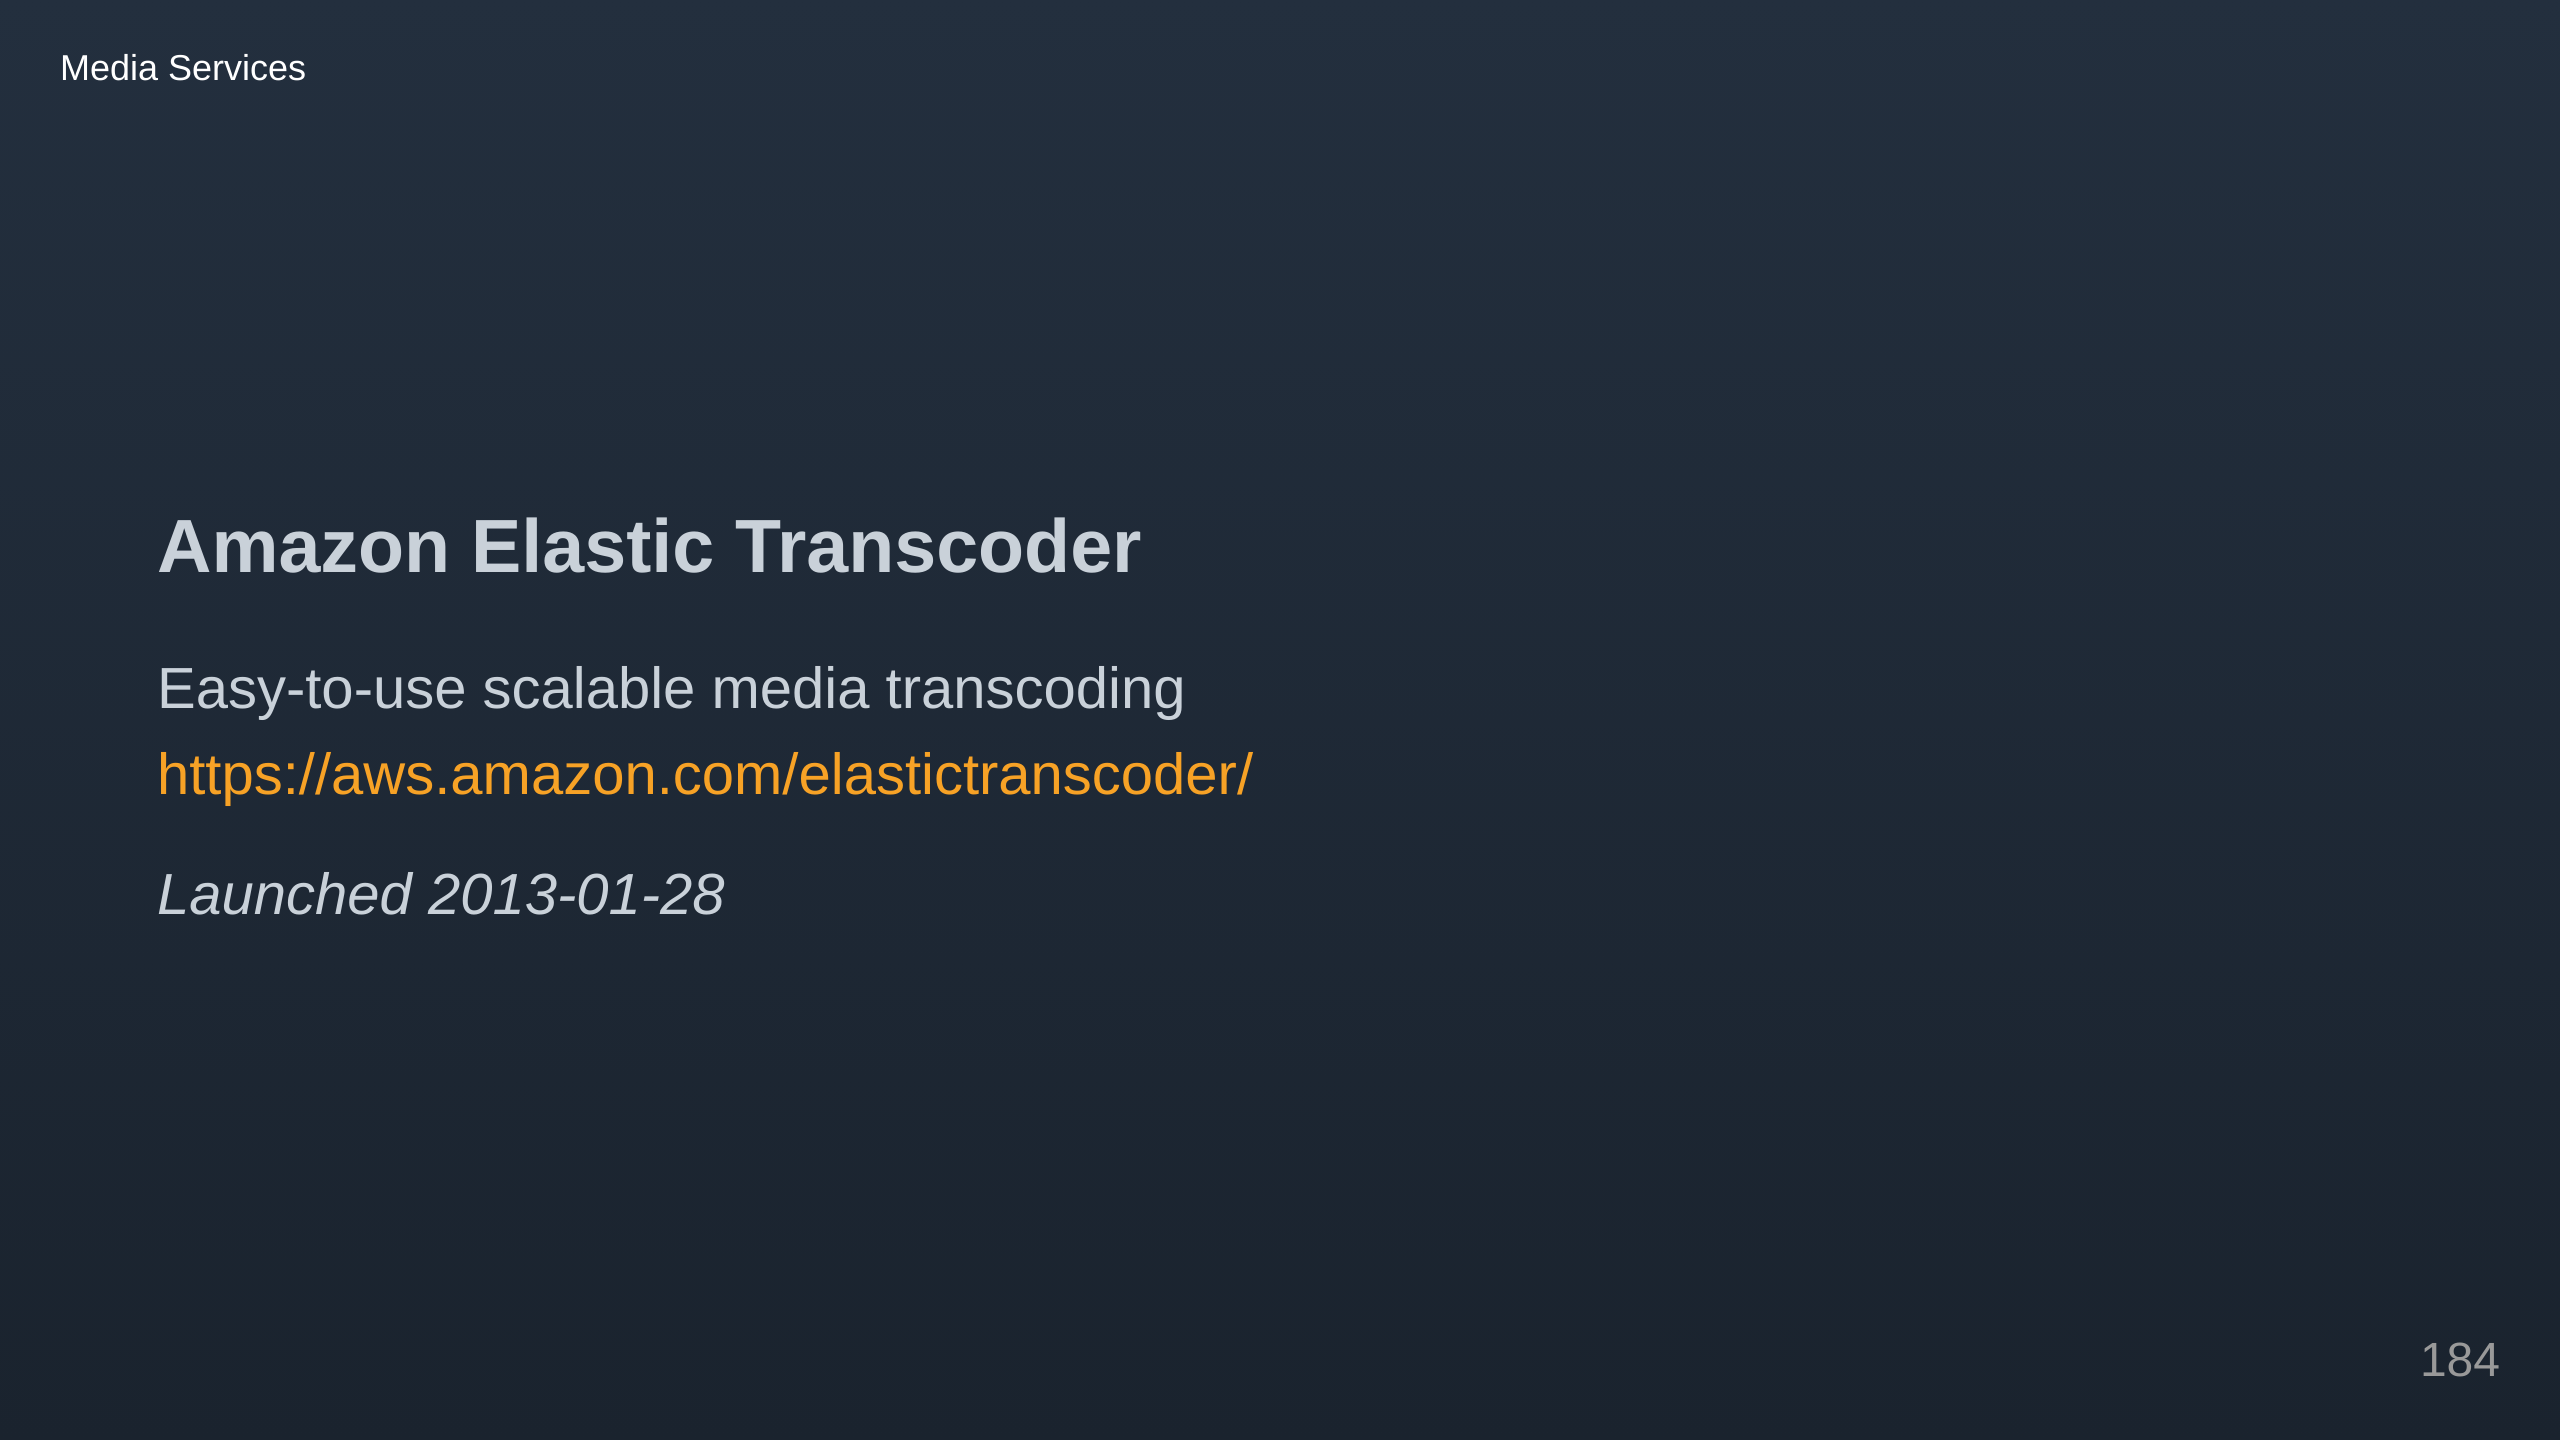 Media Services
Amazon Elastic Transcoder
Easy-to-use scalable media transcoding
https://aws.amazon.com/elastictranscoder/
Launched 2013-01-28
184